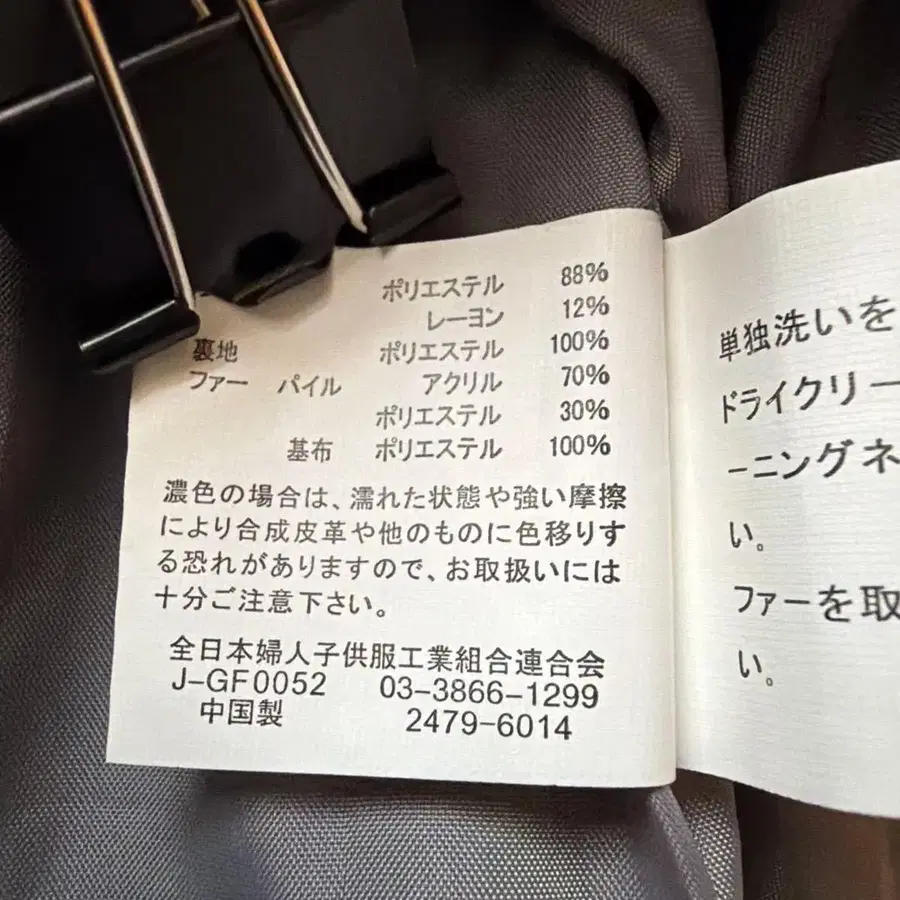 ポリエステル 88%
レーヨン 12%
裏地 ポリエステル 100%
ファー パイル アクリル 70%
ポリエステル 30%
基布 ポリエステル 100%
濃色の場合は、濡れた状態や強い摩擦
により合成皮革や他のものに色移りす
る恐れがありますので、お取扱いには
十分ご注意下さい。
全日本婦人子供服工業組合連合会
J-GF0052 03-3866-1299
中国製 2479-6014
単独洗いを
ドライクリー
ーニングネ
い。
ファーを取
い。